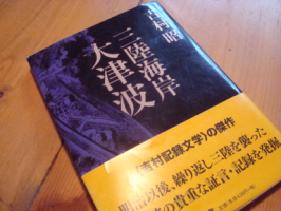 吉村昭
三陸海岸
大津波
〈吉村記録文学〉の傑作
明治以後、繰り返し三陸を襲った
の貴重な証言・記録を発掘